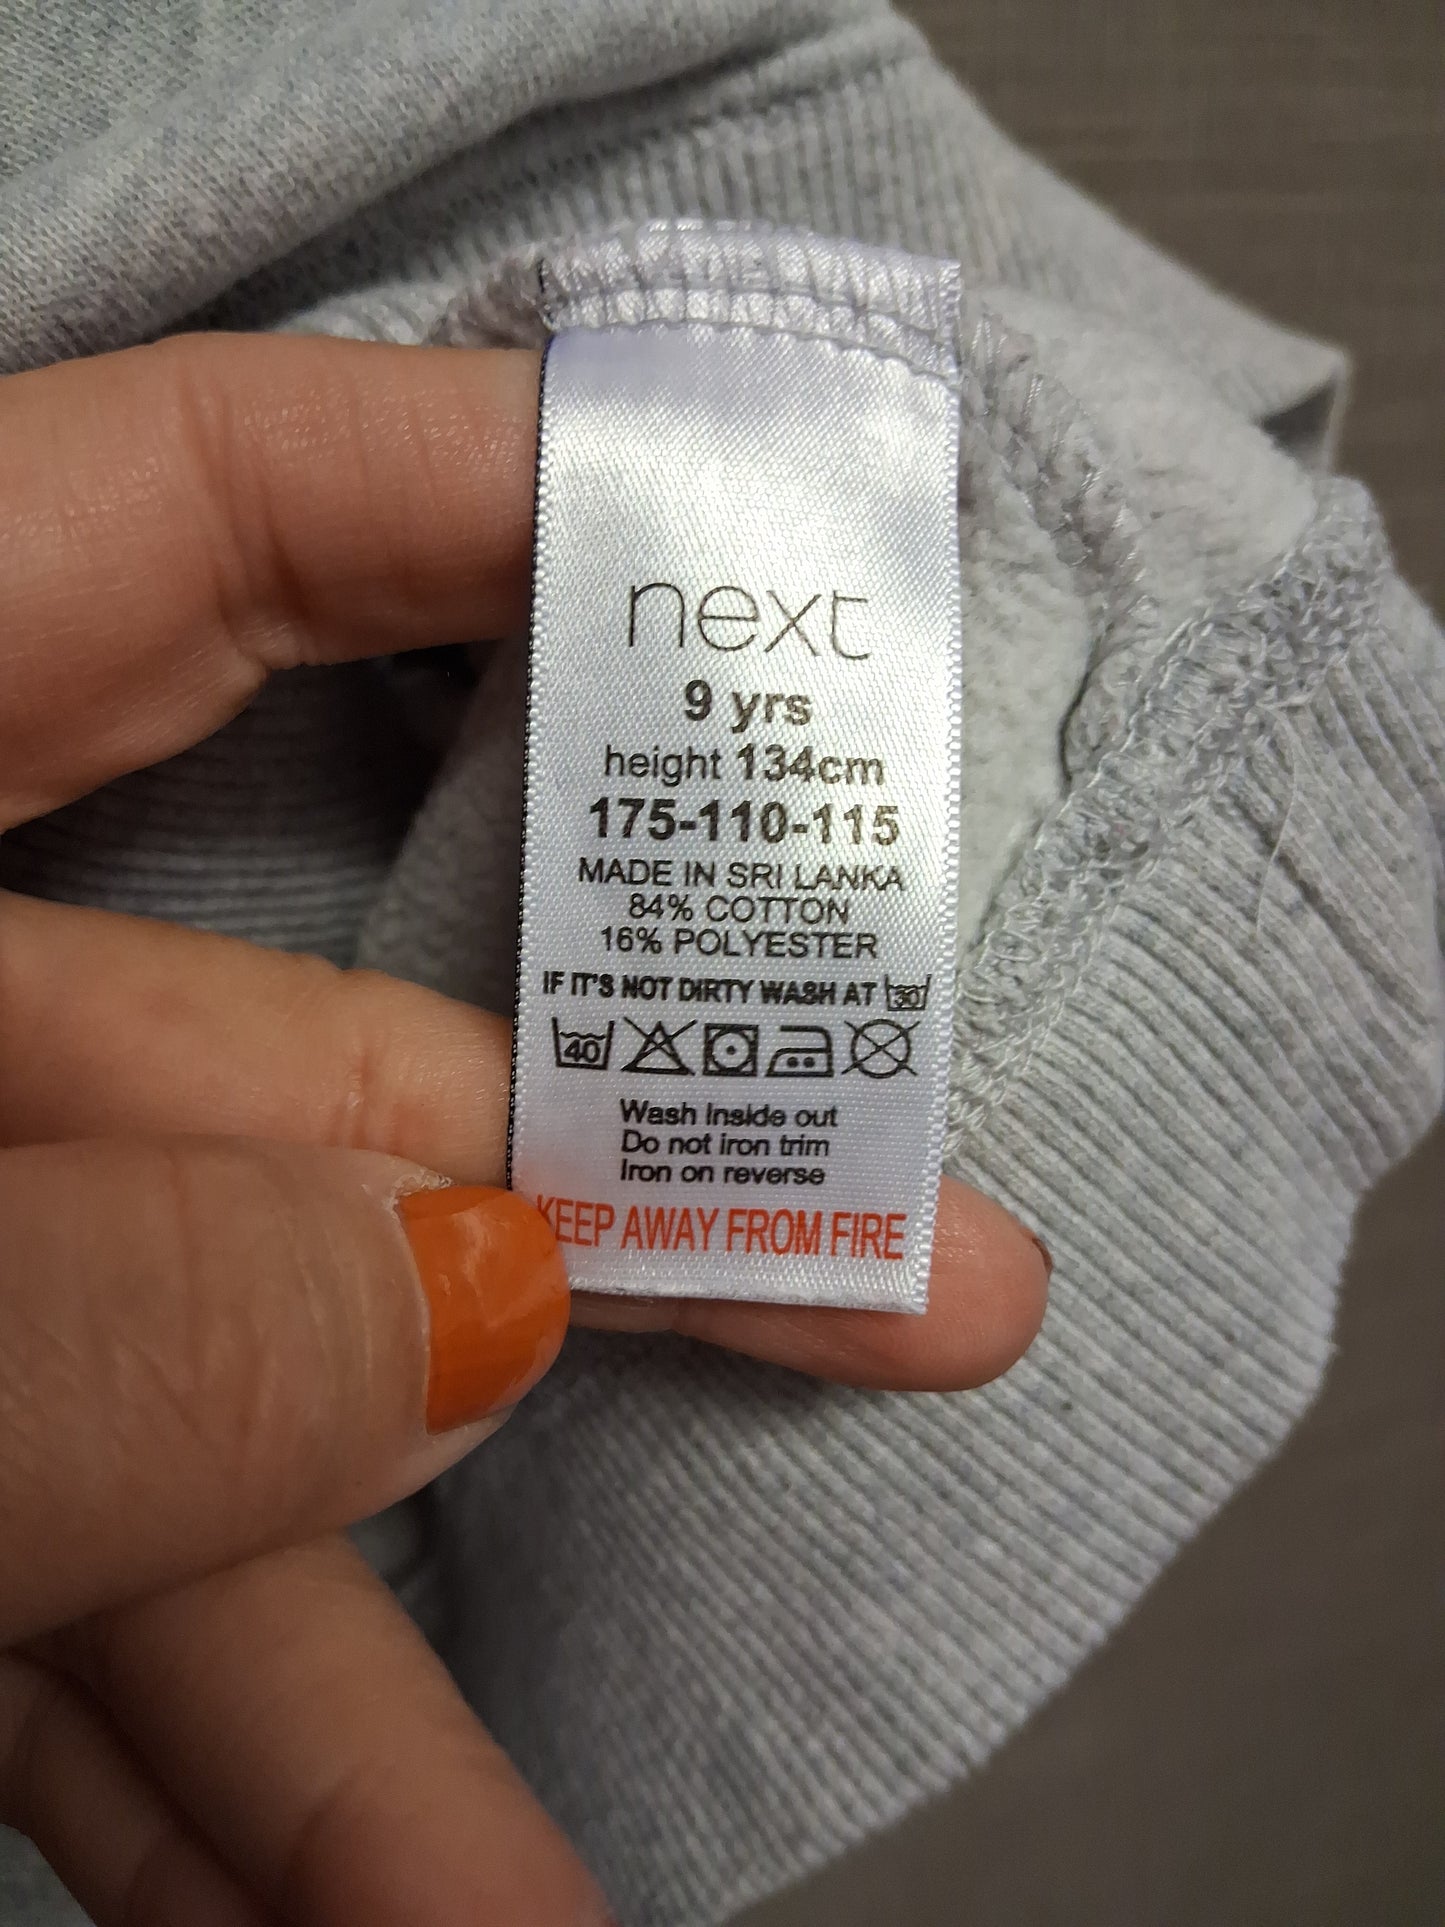 next
9 yrs
height 134cm
175-110-115
MADE IN SRI LANKA
84% COTTON
16% POLYESTER
IF IT'S NOT DIRTY WASH AT 30
40
Wash inside out
Do not iron trim
Iron on reverse
KEEP AWAY FROM FIRE